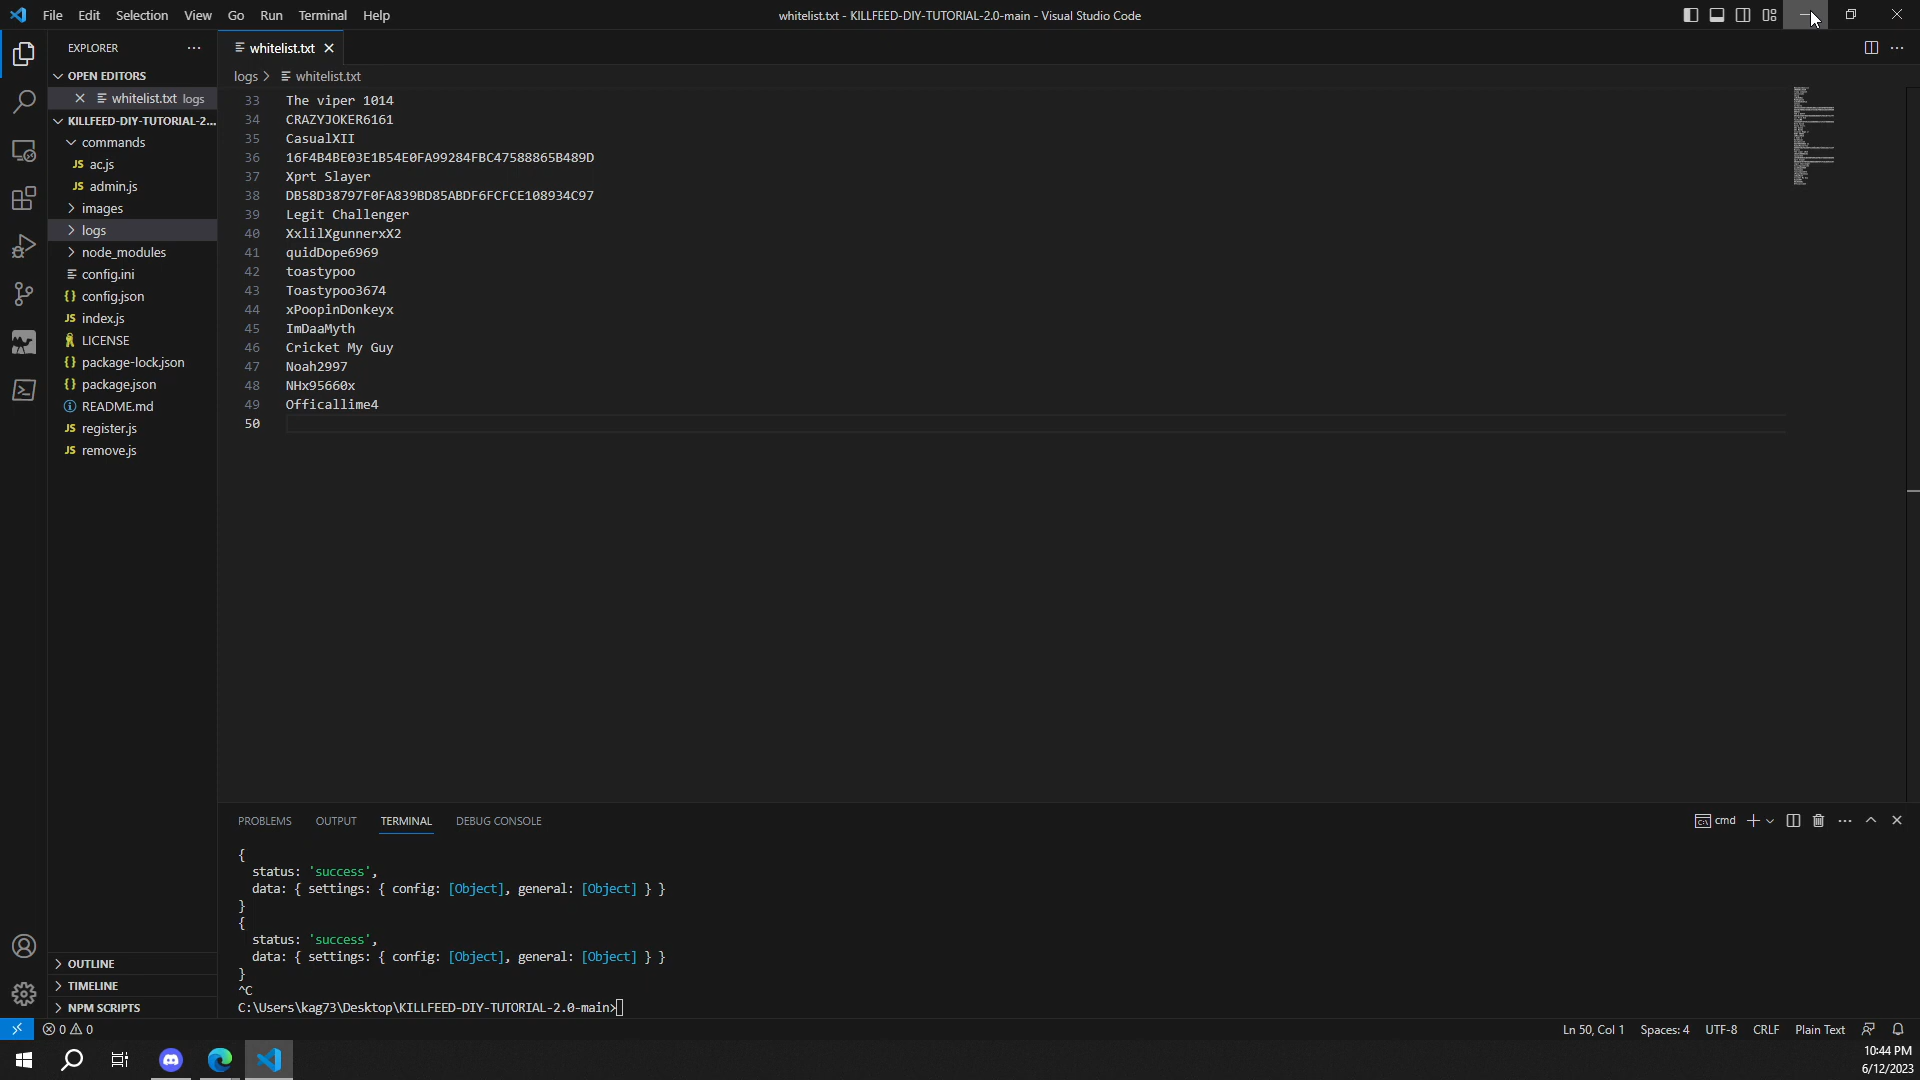 File Edit Selection View Go Run Terminal Help
whitelist.txt - KILLFEED-DIY-TUTORIAL-2.0-main - Visual Studio Code
EXPLORER
OPEN EDITORS
whitelist.txt logs
KILLFEED-DIY-TUTORIAL-2...
commands
JS ac.js
JS admin.js
images
logs
node_modules
config.ini
{} config.json
JS index.js
LICENSE
{} package-lock.json
{} package.json
README.md
JS register.js
JS remove.js
OUTLINE
TIMELINE
NPM SCRIPTS
whitelist.txt
logs > whitelist.txt
33 The viper 1014
34 CRAZYJOKER6161
35 CasualXII
36 16F4B4BE03E1B54E0FA99284FBC47588865B489D
37 Xprt Slayer
38 DB58D38797F0FA839BD85ABDF6FCFCE108934C97
39 Legit Challenger
40 XxlilXgunnerxX2
41 quidDope6969
42 toastypoo
43 Toastypoo3674
44 xPoopinDonkeyx
45 ImDaaMyth
46 Cricket My Guy
47 Noah2997
48 NHx95660x
49 Officallime4
50
PROBLEMS OUTPUT TERMINAL DEBUG CONSOLE
cmd
{
status: 'success',
data: { settings: { config: [Object], general: [Object] } }
}
{
status: 'success',
data: { settings: { config: [Object], general: [Object] } }
}
^C
C:\Users\kag73\Desktop\KILLFEED-DIY-TUTORIAL-2.0-main>
0 0
Ln 50, Col 1 Spaces: 4 UTF-8 CRLF Plain Text
10:44 PM
6/12/2023